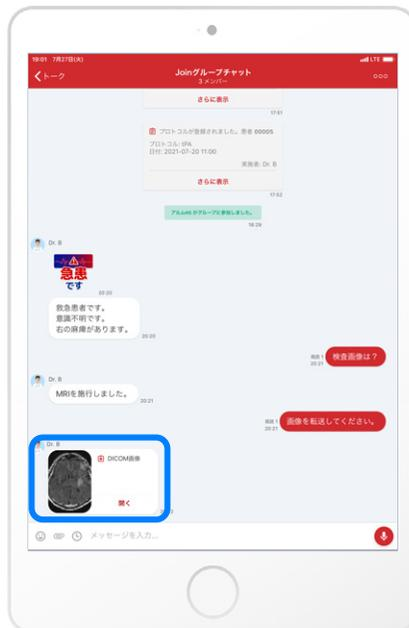 19:01 7月27日(火)
LTE
トーク
Joinグループチャット
3 メンバー
さらに表示
17:51
プロトコルが登録されました。患者 00005
プロトコル: tPA
日付: 2021-07-20 11:00
実施者: Dr. B
さらに表示
17:52
がグループに参加しました。
16:29
Dr. B
急患
です
20:20
救急患者です。
意識不明です。
右の麻痺があります。
20:20
既読 1
20:21
検査画像は？
Dr. B
MRIを施行しました。
20:21
既読 1
20:21
画像を転送してください。
Dr. B
DICOM画像
開く
メッセージを入力...